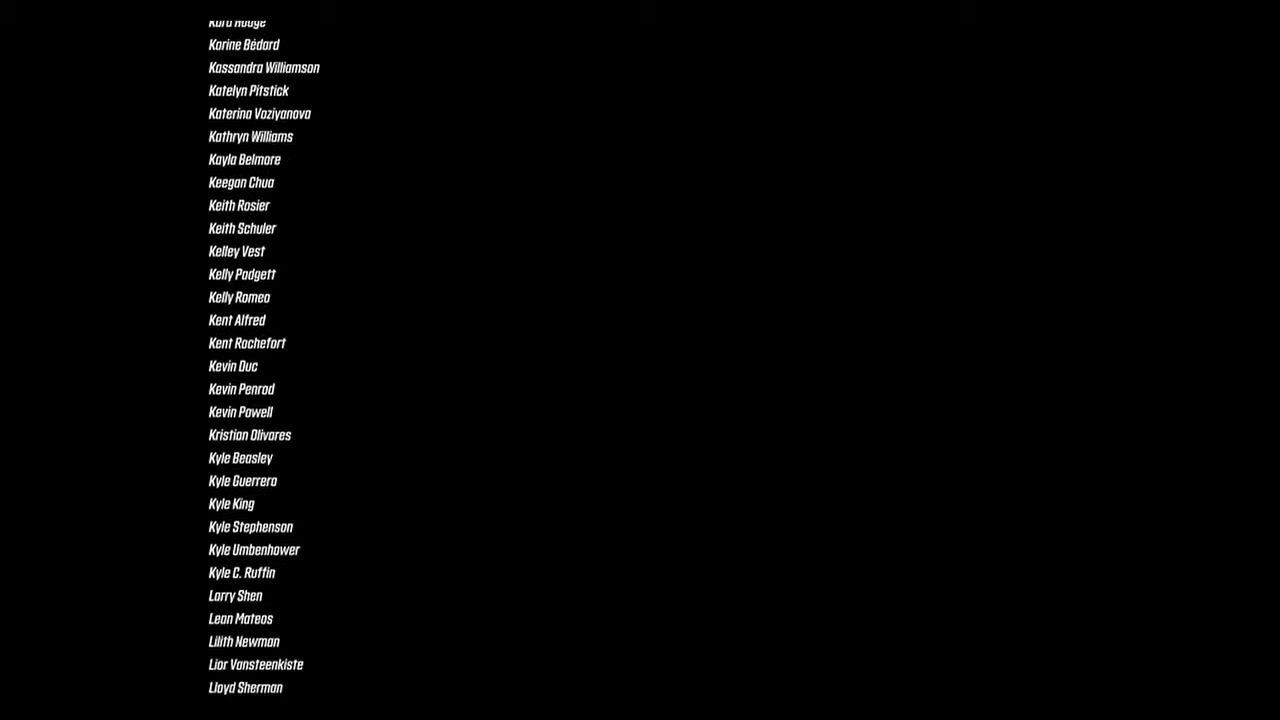 Karine Bédard
Kassandra Williamson
Katelyn Pitstick
Katerina Voziyanova
Kathryn Williams
Kayla Belmore
Keegan Chua
Keith Rosier
Keith Schuler
Kelley Vest
Kelly Padgett
Kelly Romeo
Kent Alfred
Kent Rochefort
Kevin Duc
Kevin Penrod
Kevin Powell
Kristian Olivares
Kyle Beasley
Kyle Guerrero
Kyle King
Kyle Stephenson
Kyle Umbenhower
Kyle C. Ruffin
Larry Shen
Lean Mateos
Lilith Newman
Lior Vansteenkiste
Lloyd Sherman